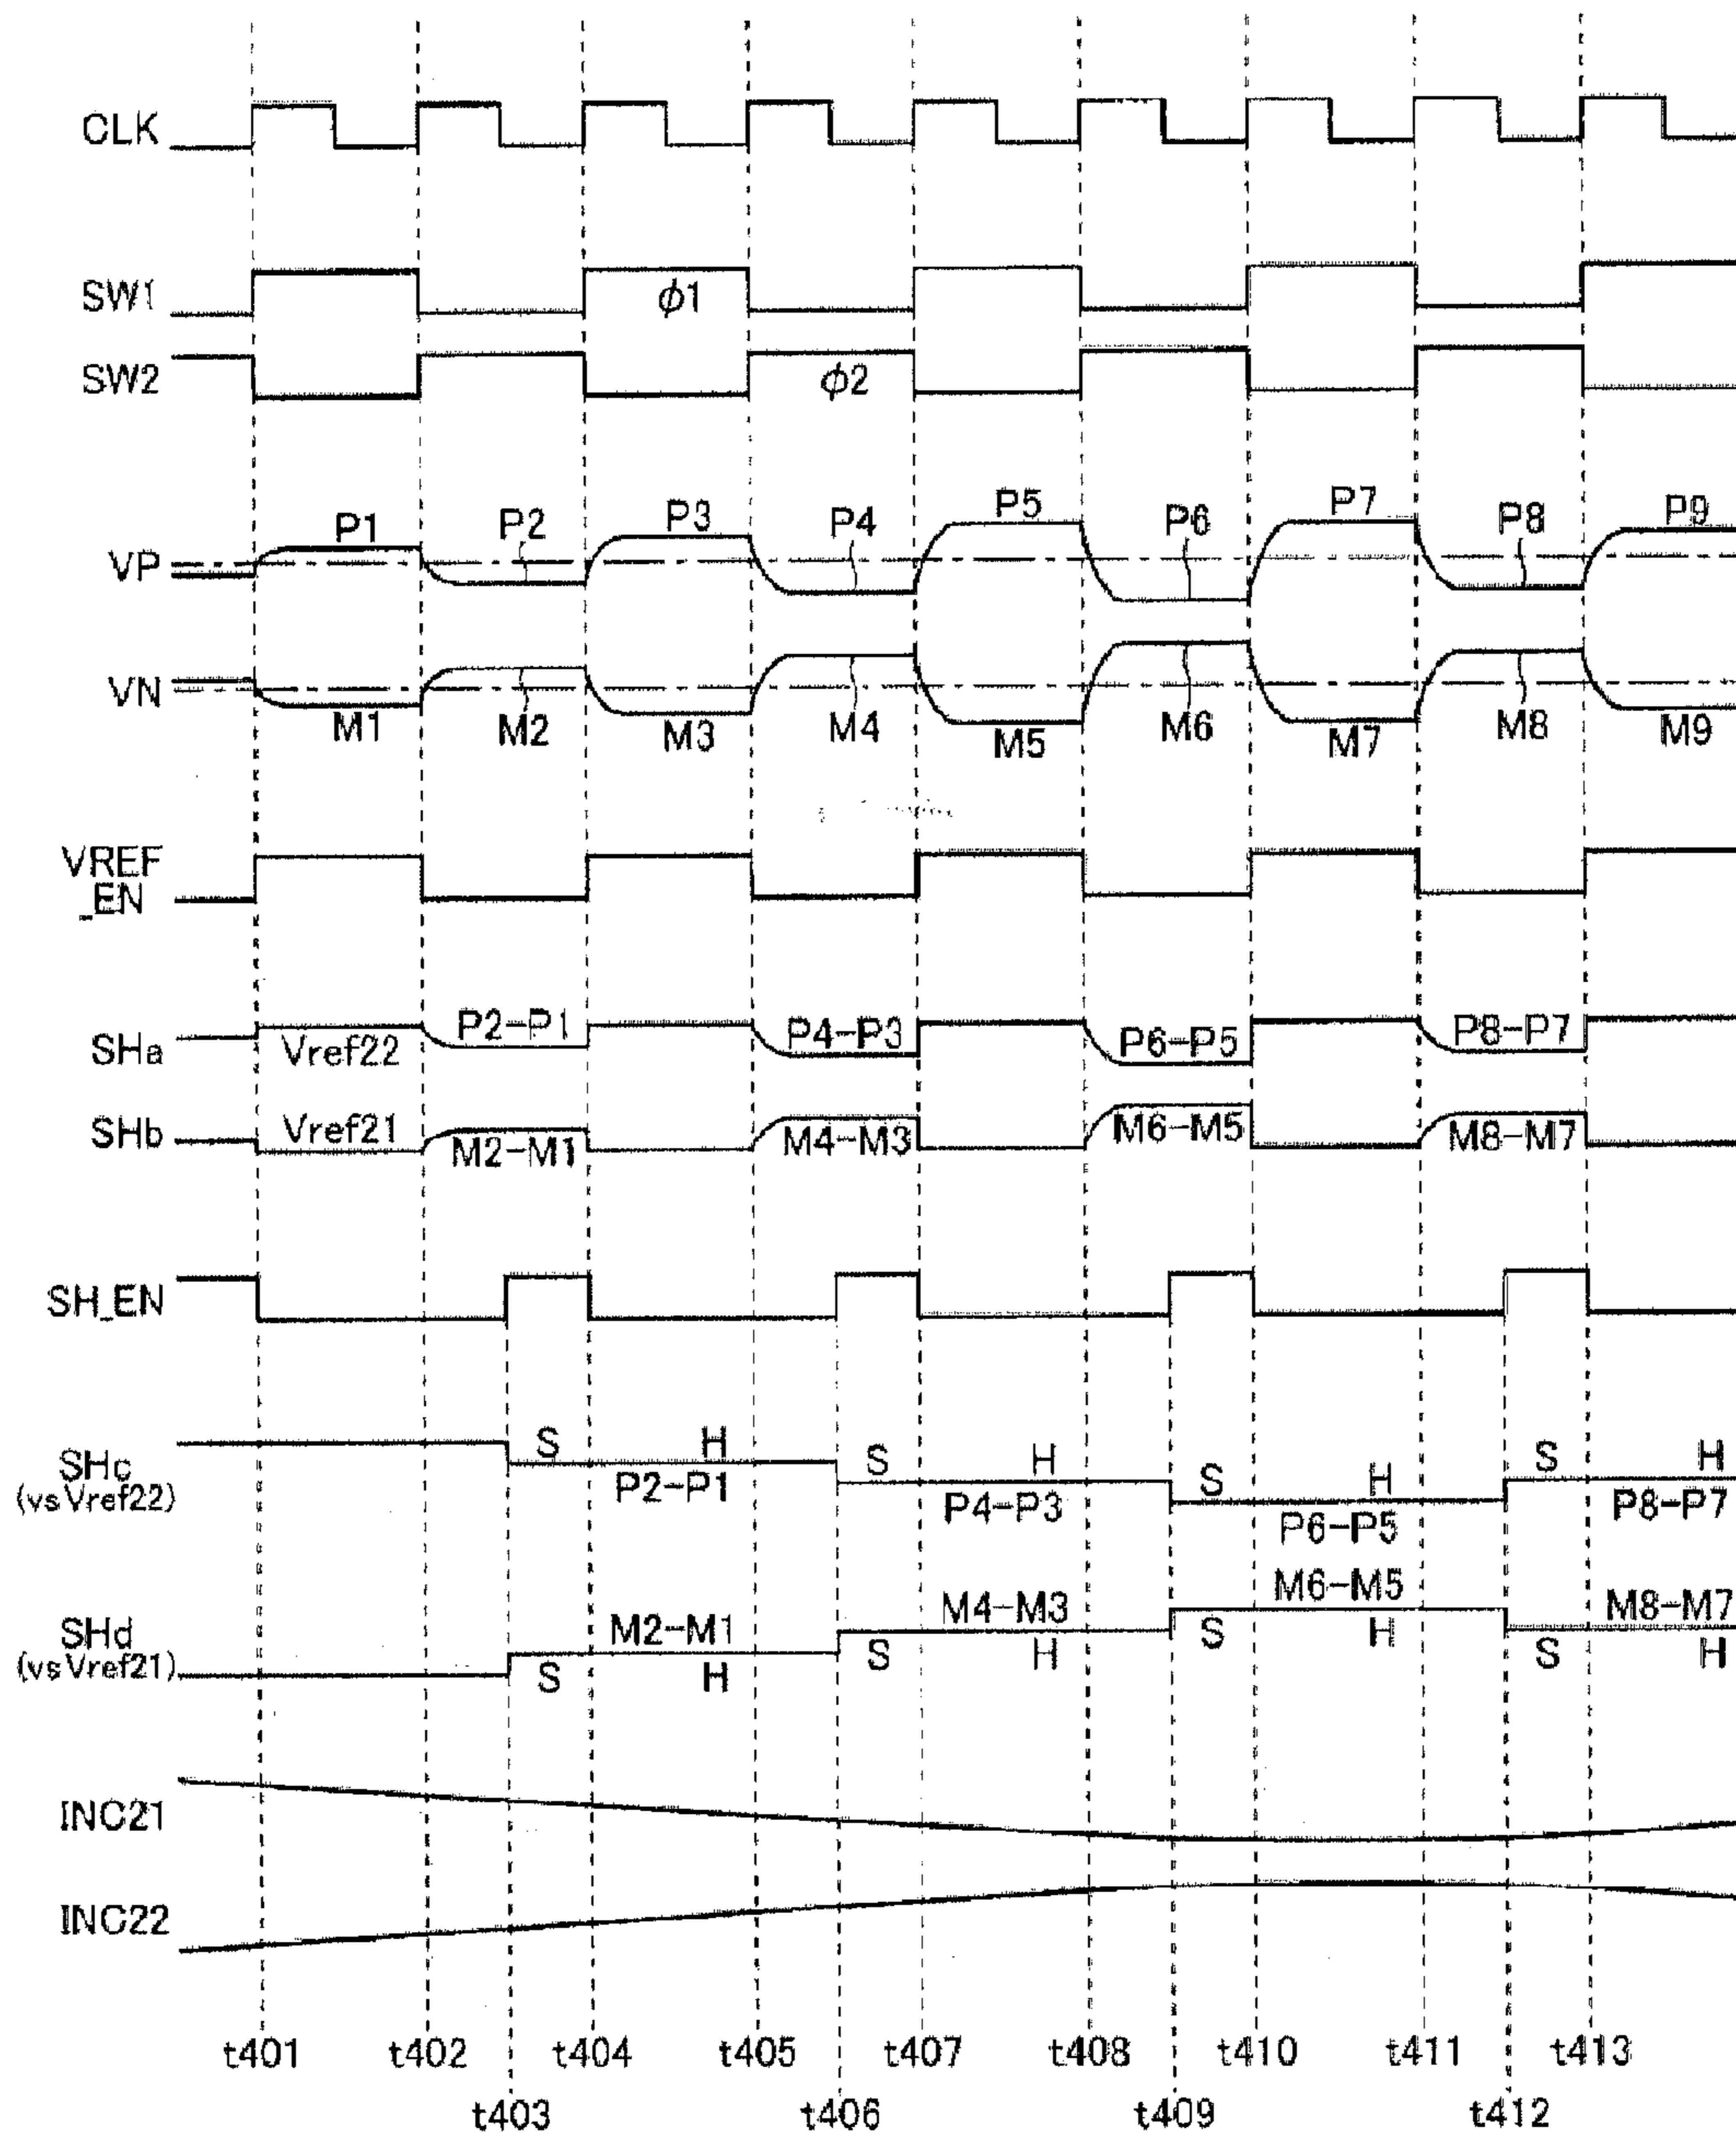 CLK
SW1 ϕ1
SW2 ϕ2
P1 P2 P3 P4 P5 P6 P7 P8 P9
VP
VN
M1 M2 M3 M4 M5 M6 M7 M8 M9
VREF
_EN
SHa Vref22 P2-P1 P4-P3 P6-P5 P8-P7
SHb Vref21 M2-M1 M4-M3 M6-M5 M8-M7
SH_EN
SHc
(vsVref22)
S H S H S H S H
P2-P1 P4-P3 P6-P5 P8-P7
M2-M1 M4-M3 M6-M5 M8-M7
SHd
(vsVref21)
S H S H S H S H
INC21
INC22
t401 t402 t404 t405 t407 t408 t410 t411 t413
t403 t406 t409 t412